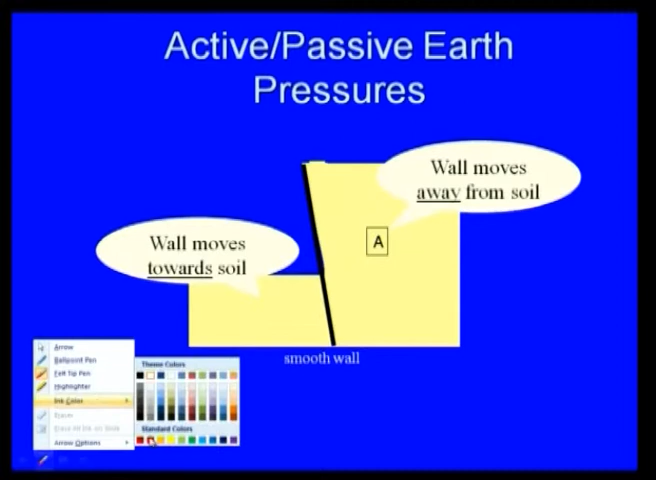 Active/Passive Earth
Pressures
Wall moves
away from soil
A
Wall moves
towards soil
smooth wall
Arrow
Ballpoint Pen
Felt Tip Pen
Highlighter
Ink Color
Eraser
Erase All Ink on Slide
Arrow Options
Theme Colors
Standard Colors